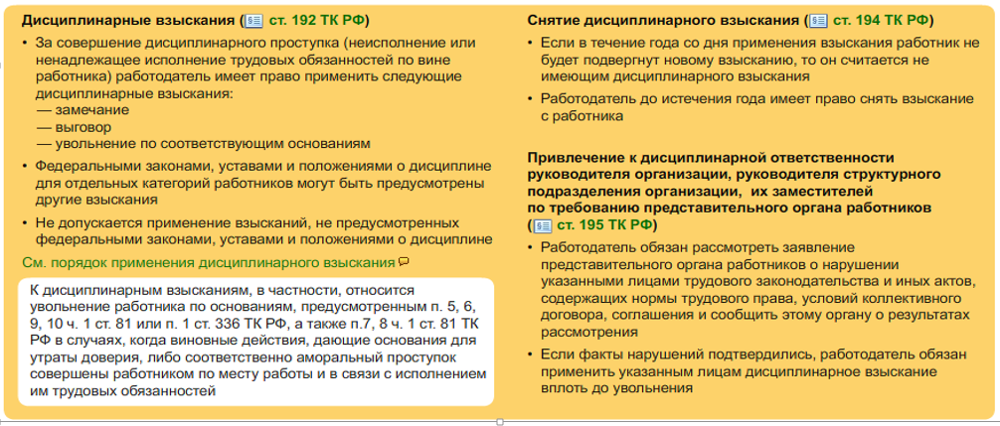 Дисциплинарные взыскания (ст. 192 ТК РФ)
• За совершение дисциплинарного проступка (неисполнение или
ненадлежащее исполнение трудовых обязанностей по вине
работника) работодатель имеет право применить следующие
дисциплинарные взыскания:
— замечание
— выговор
— увольнение по соответствующим основаниям
• Федеральными законами, уставами и положениями о дисциплине
для отдельных категорий работников могут быть предусмотрены
другие взыскания
• Не допускается применение взысканий, не предусмотренных
федеральными законами, уставами и положениями о дисциплине
См. порядок применения дисциплинарного взыскания
К дисциплинарным взысканиям, в частности, относится
увольнение работника по основаниям, предусмотренным п. 5, 6,
9, 10 ч. 1 ст. 81 или п. 1 ст. 336 ТК РФ, а также п.7, 8 ч. 1 ст. 81 ТК
РФ в случаях, когда виновные действия, дающие основания для
утраты доверия, либо соответственно аморальный проступок
совершены работником по месту работы и в связи с исполнением
им трудовых обязанностей
Снятие дисциплинарного взыскания (ст. 194 ТК РФ)
• Если в течение года со дня применения взыскания работник не
будет подвергнут новому взысканию, то он считается не
имеющим дисциплинарного взыскания
• Работодатель до истечения года имеет право снять взыскание
с работника
Привлечение к дисциплинарной ответственности
руководителя организации, руководителя структурного
подразделения организации, их заместителей
по требованию представительного органа работников
(ст. 195 ТК РФ)
• Работодатель обязан рассмотреть заявление
представительного органа работников о нарушении
указанными лицами трудового законодательства и иных актов,
содержащих нормы трудового права, условий коллективного
договора, соглашения и сообщить этому органу о результатах
рассмотрения
• Если факты нарушений подтвердились, работодатель обязан
применить указанным лицам дисциплинарное взыскание
вплоть до увольнения